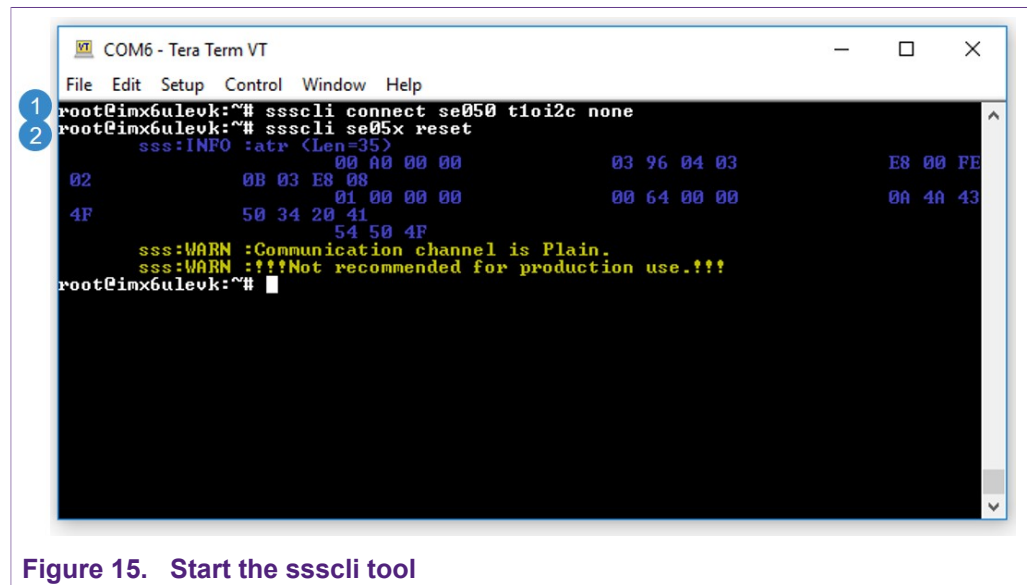 COM6 - Tera Term VT
File Edit Setup Control Window Help
1 root@imx6ulevk:~# ssscli connect se050 t1oi2c none
2 root@imx6ulevk:~# ssscli se05x reset
sss:INFO :atr (Len=35)
00 A0 00 00 03 96 04 03 E8 00 FE
02 0B 03 E8 08
01 00 00 00 00 64 00 00 0A 4A 43
4F 50 34 20 41
54 50 4F
sss:WARN :Communication channel is Plain.
sss:WARN :!!!Not recommended for production use.!!!
root@imx6ulevk:~#
Figure 15. Start the ssscli tool